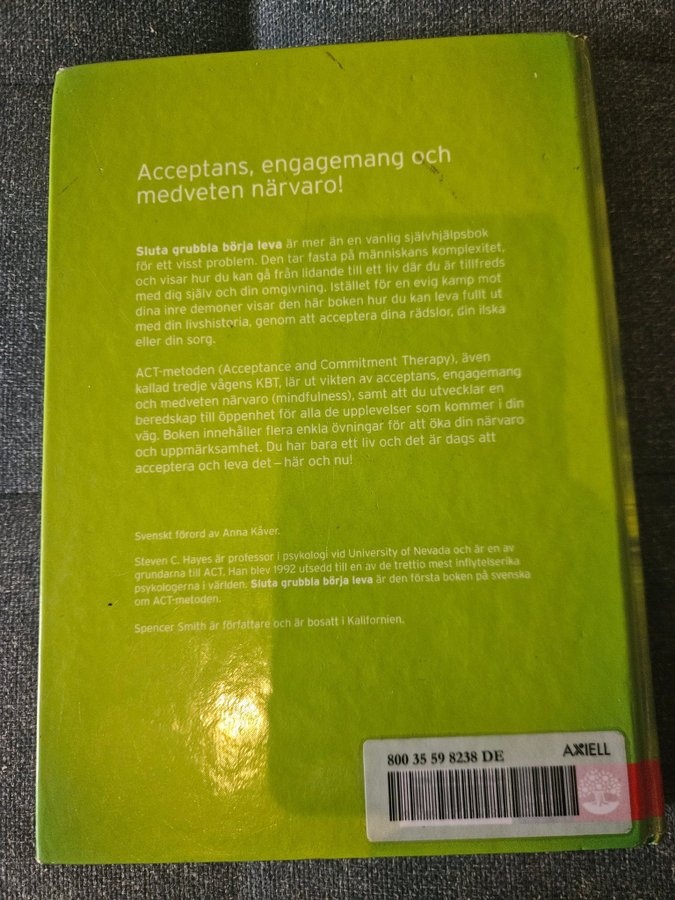 Acceptans, engagemang och
medveten närvaro!
Sluta grubbla börja leva är mer än en vanlig självhjälpsbok
för ett visst problem. Den tar fasta på människans komplexitet,
och visar hur du kan gå från lidande till ett liv där du är tillfreds
med dig själv och din omgivning. Istället för en evig kamp mot
dina inre demoner visar den här boken hur du kan leva fullt ut
med din livshistoria, genom att acceptera dina rädslor, din ilska
eller din sorg.
ACT-metoden (Acceptance and Commitment Therapy), även
kallad tredje vågens KBT, lär ut vikten av acceptans, engagemang
och medveten närvaro (mindfulness), samt att du utvecklar en
beredskap till öppenhet för alla de upplevelser som kommer i din
väg. Boken innehåller flera enkla övningar för att öka din närvaro
och uppmärksamhet. Du har bara ett liv och det är dags att
acceptera och leva det – här och nu!
Svenskt förord av Anna Kåver.
Steven C. Hayes är professor i psykologi vid University of Nevada och är en av
grundarna till ACT. Han blev 1992 utsedd till en av de trettio mest inflytelserika
psykologerna i världen. Sluta grubbla börja leva är den första boken på svenska
om ACT-metoden.
Spencer Smith är författare och är bosatt i Kalifornien.
800 35 59 8238 DE AXIELL